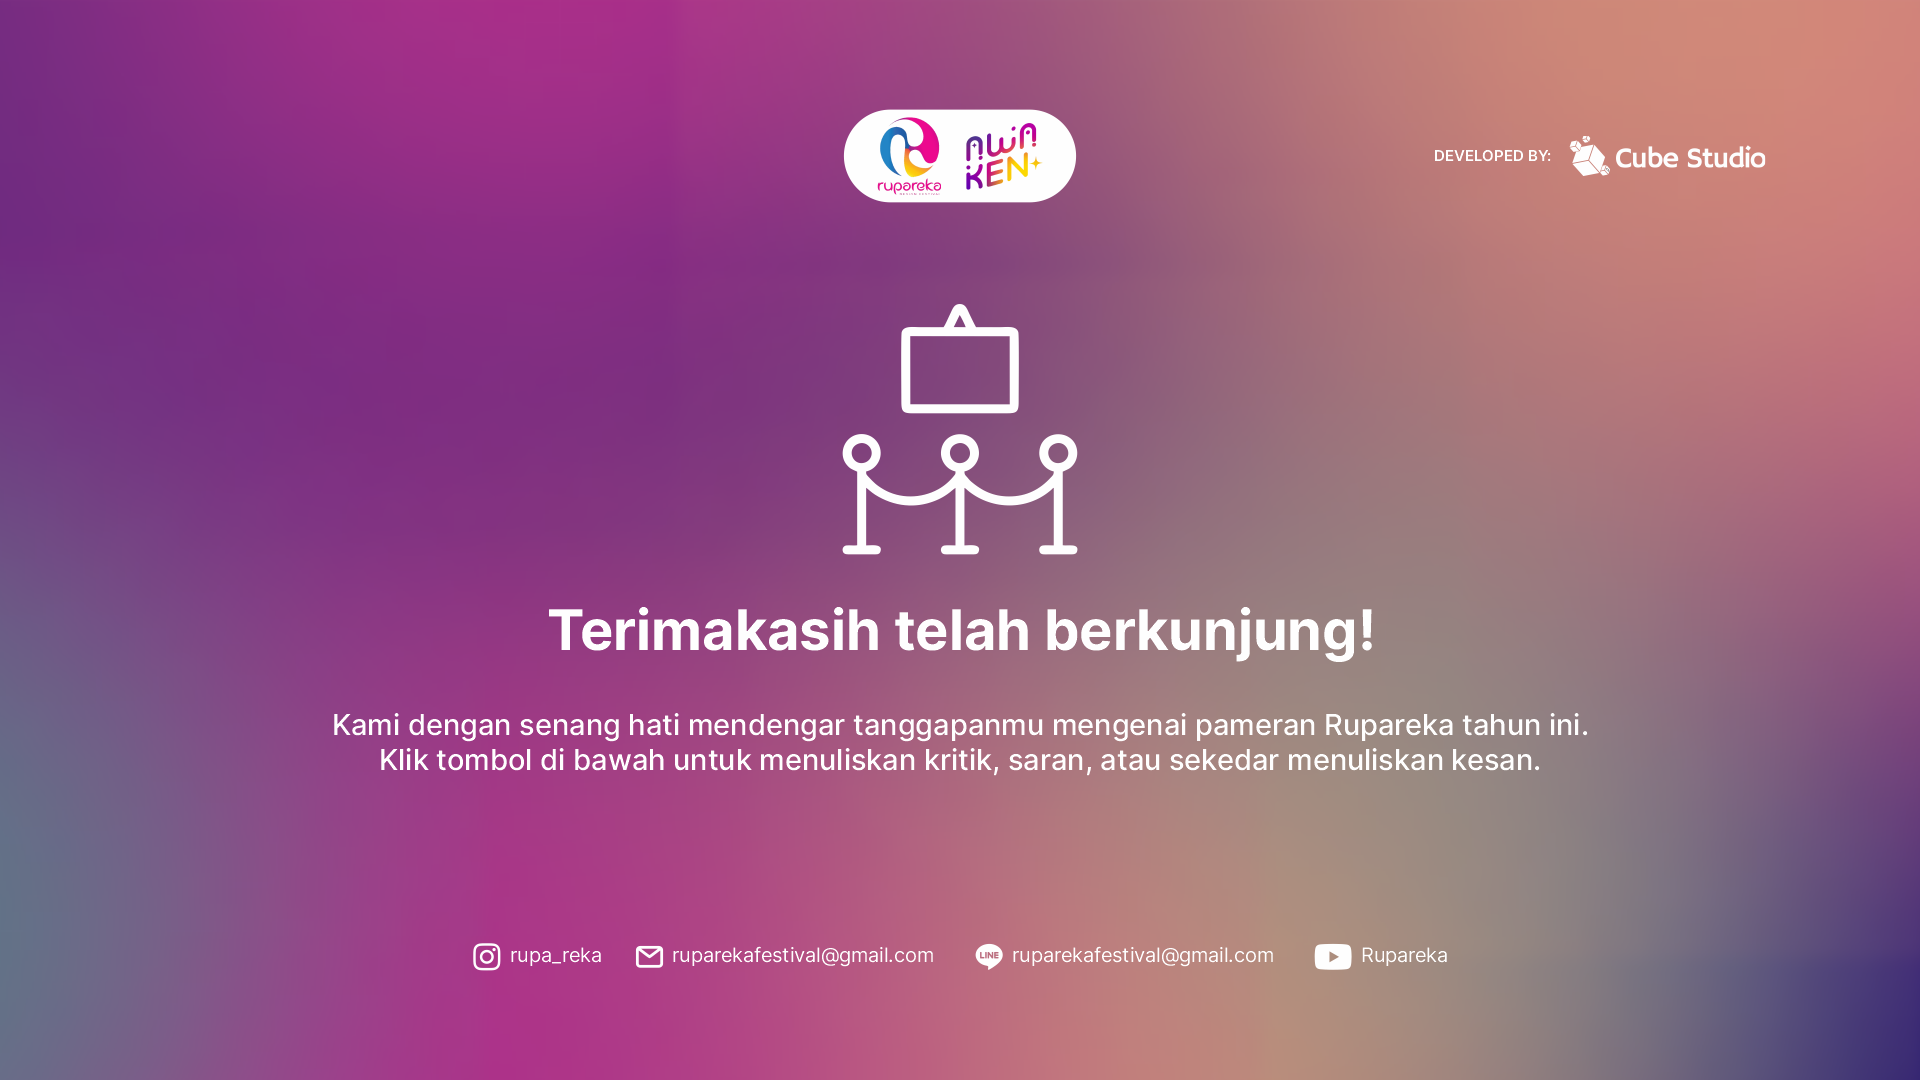 rupareka
AWAKEN
DEVELOPED BY:
Cube Studio
Terimakasih telah berkunjung!
Kami dengan senang hati mendengar tanggapanmu mengenai pameran Rupareka tahun ini.
Klik tombol di bawah untuk menuliskan kritik, saran, atau sekedar menuliskan kesan.
rupa_reka
ruparekafestival@gmail.com
LINE
ruparekafestival@gmail.com
Rupareka